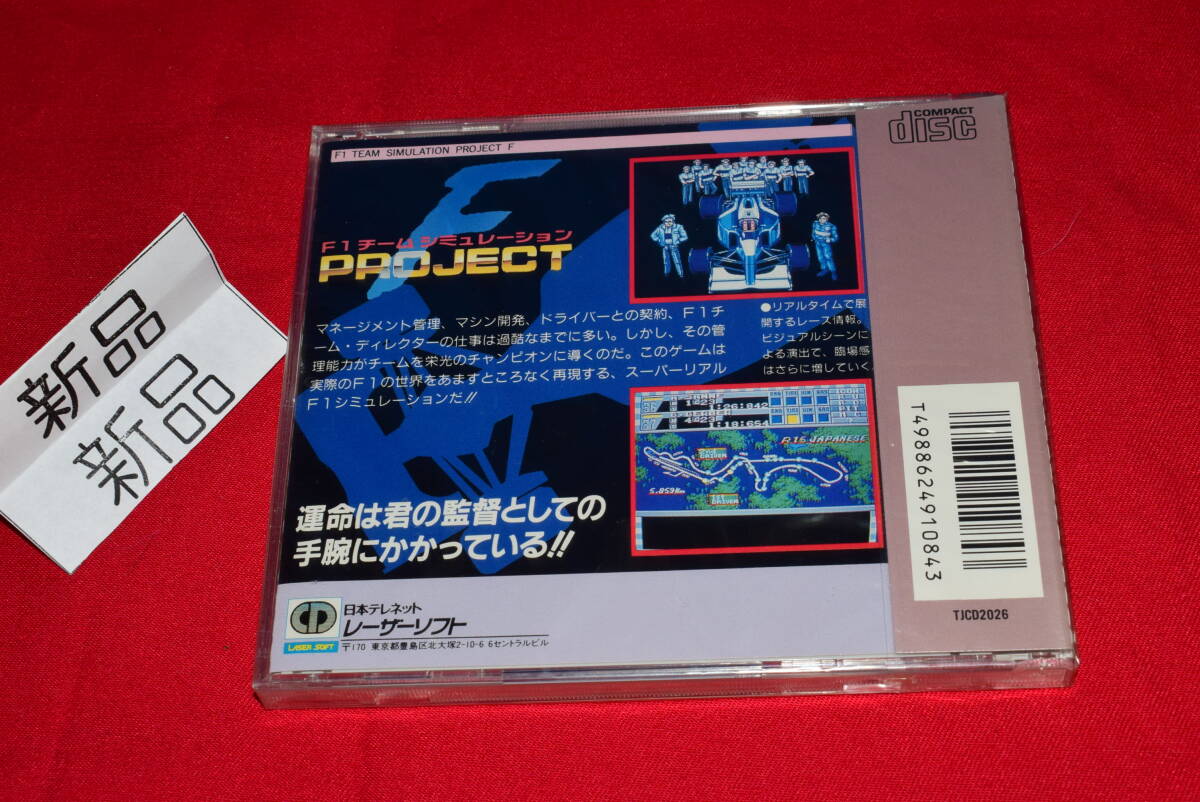 新品
新品
F1 TEAM SIMULATION PROJECT F
F
F1チームシミュレーション
PROJECT
マネージメント管理、マシン開発、ドライバーとの契約、F1チ
ーム・ディレクターの仕事は過酷なまでに多い。しかし、その管
理能力がチームを栄光のチャンピオンに導くのだ。このゲームは
実際のF1の世界をあますところなく再現する、スーパーリアル
F1シミュレーションだ!!
運命は君の監督としての
手腕にかかっている!!
●リアルタイムで展
開するレース情報。
ビジュアルシーンに
よる演出で、臨場感
はさらに増していく
1:26:842
1:18:654
R16 JAPANESE
2nd DRIVER
5.859Km
1st DRIVER
COMPACT
disc
T4988624910843
TJCD2026
LASER SOFT
日本テレネット
レーザーソフト
〒170 東京都豊島区北大塚2-10-6 6セントラルビル